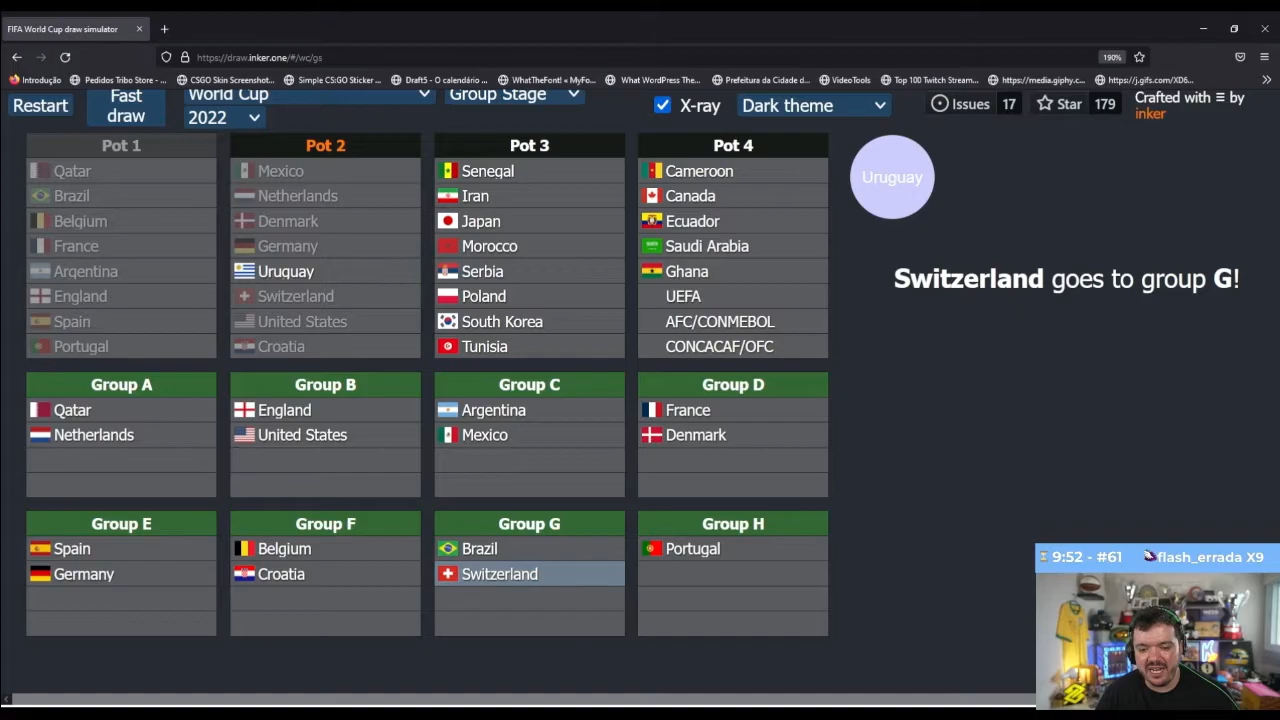 FIFA World Cup draw simulator
https://draw.inker.one/#/wc/gs
190%
Introdução
Pedidos Tribo Store - ...
CSGO Skin Screenshot...
Simple CS:GO Sticker ...
Draft5 - O calendário ...
WhatTheFont! « MyFo...
What WordPress The...
Prefeitura da Cidade d...
VideoTools
Top 100 Twitch Stream...
https://media.giphy.c...
https://j.gifs.com/XD6...
Restart
Fast
draw
World Cup
2022
Group Stage
X-ray
Dark theme
Issues 17
Star 179
Crafted with ☰ by
inker
Pot 1
Qatar
Brazil
Belgium
France
Argentina
England
Spain
Portugal
Pot 2
Mexico
Netherlands
Denmark
Germany
Uruguay
Switzerland
United States
Croatia
Pot 3
Senegal
Iran
Japan
Morocco
Serbia
Poland
South Korea
Tunisia
Pot 4
Cameroon
Canada
Ecuador
Saudi Arabia
Ghana
UEFA
AFC/CONMEBOL
CONCACAF/OFC
Uruguay
Switzerland goes to group G!
Group A
Qatar
Netherlands
Group B
England
United States
Group C
Argentina
Mexico
Group D
France
Denmark
Group E
Spain
Germany
Group F
Belgium
Croatia
Group G
Brazil
Switzerland
Group H
Portugal
9:52 - #61
flash_errada X9